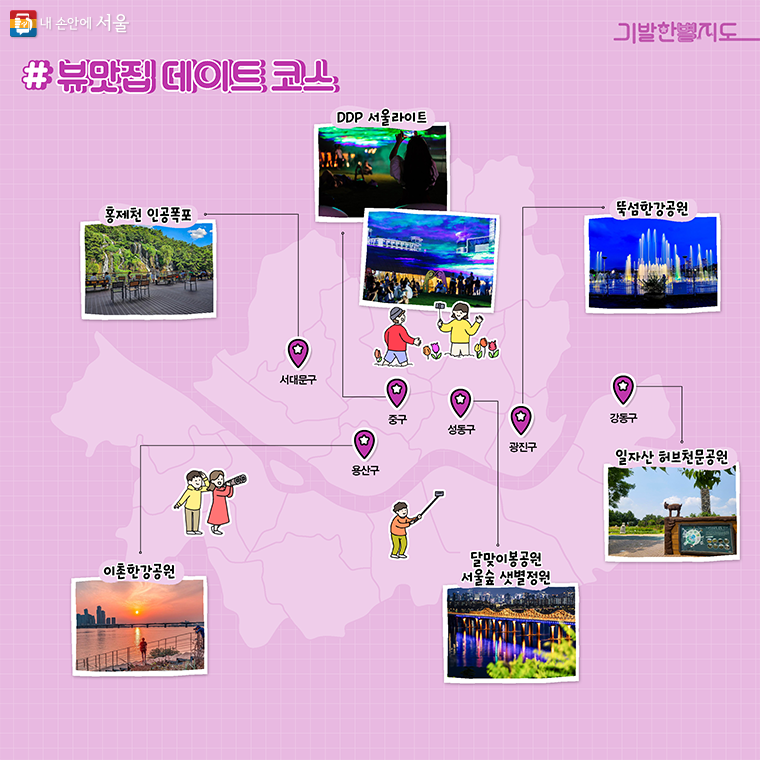 내 손안에 서울
기발한별지도
# 뷰맛집 데이트 코스
DDP 서울라이트
홍제천 인공폭포
뚝섬한강공원
서대문구
중구
성동구
광진구
강동구
용산구
일자산 허브천문공원
이촌한강공원
달맞이봉공원
서울숲 샛별정원